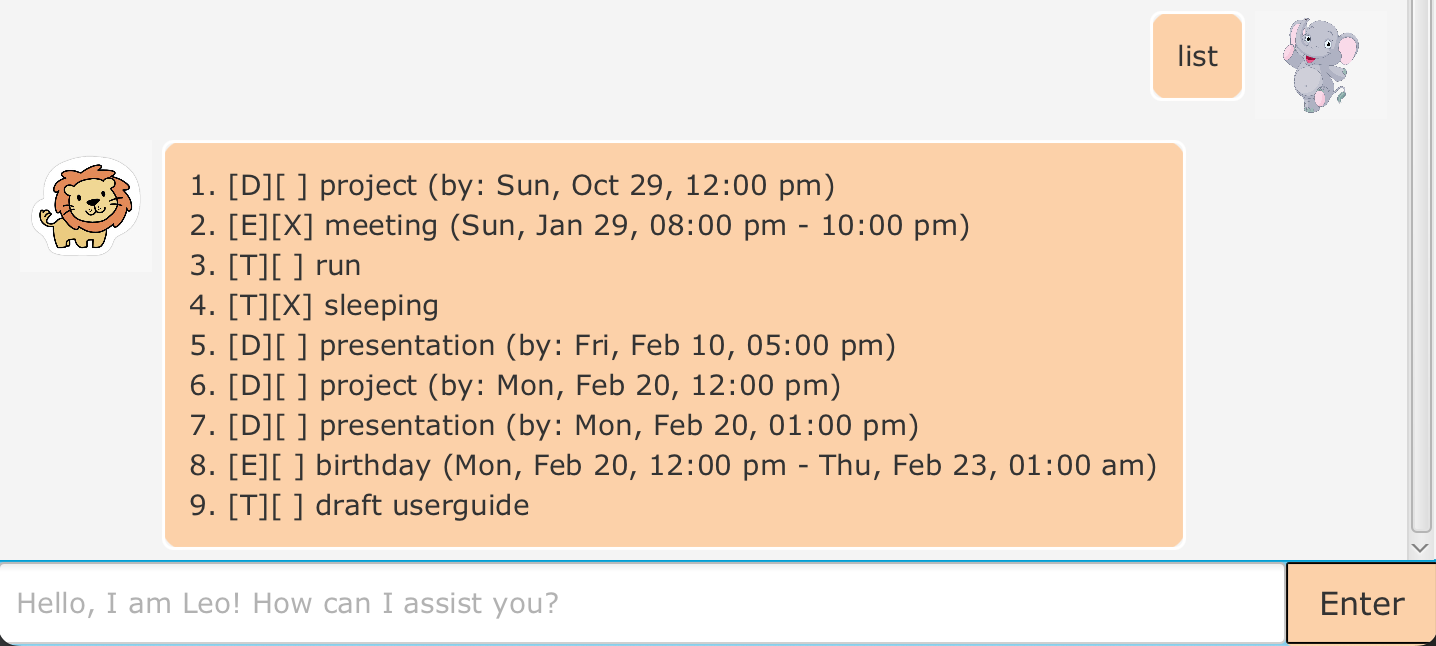 list
1. [D][ ] project (by: Sun, Oct 29, 12:00 pm)
2. [E][X] meeting (Sun, Jan 29, 08:00 pm - 10:00 pm)
3. [T][ ] run
4. [T][X] sleeping
5. [D][ ] presentation (by: Fri, Feb 10, 05:00 pm)
6. [D][ ] project (by: Mon, Feb 20, 12:00 pm)
7. [D][ ] presentation (by: Mon, Feb 20, 01:00 pm)
8. [E][ ] birthday (Mon, Feb 20, 12:00 pm - Thu, Feb 23, 01:00 am)
9. [T][ ] draft userguide
Hello, I am Leo! How can I assist you?
Enter